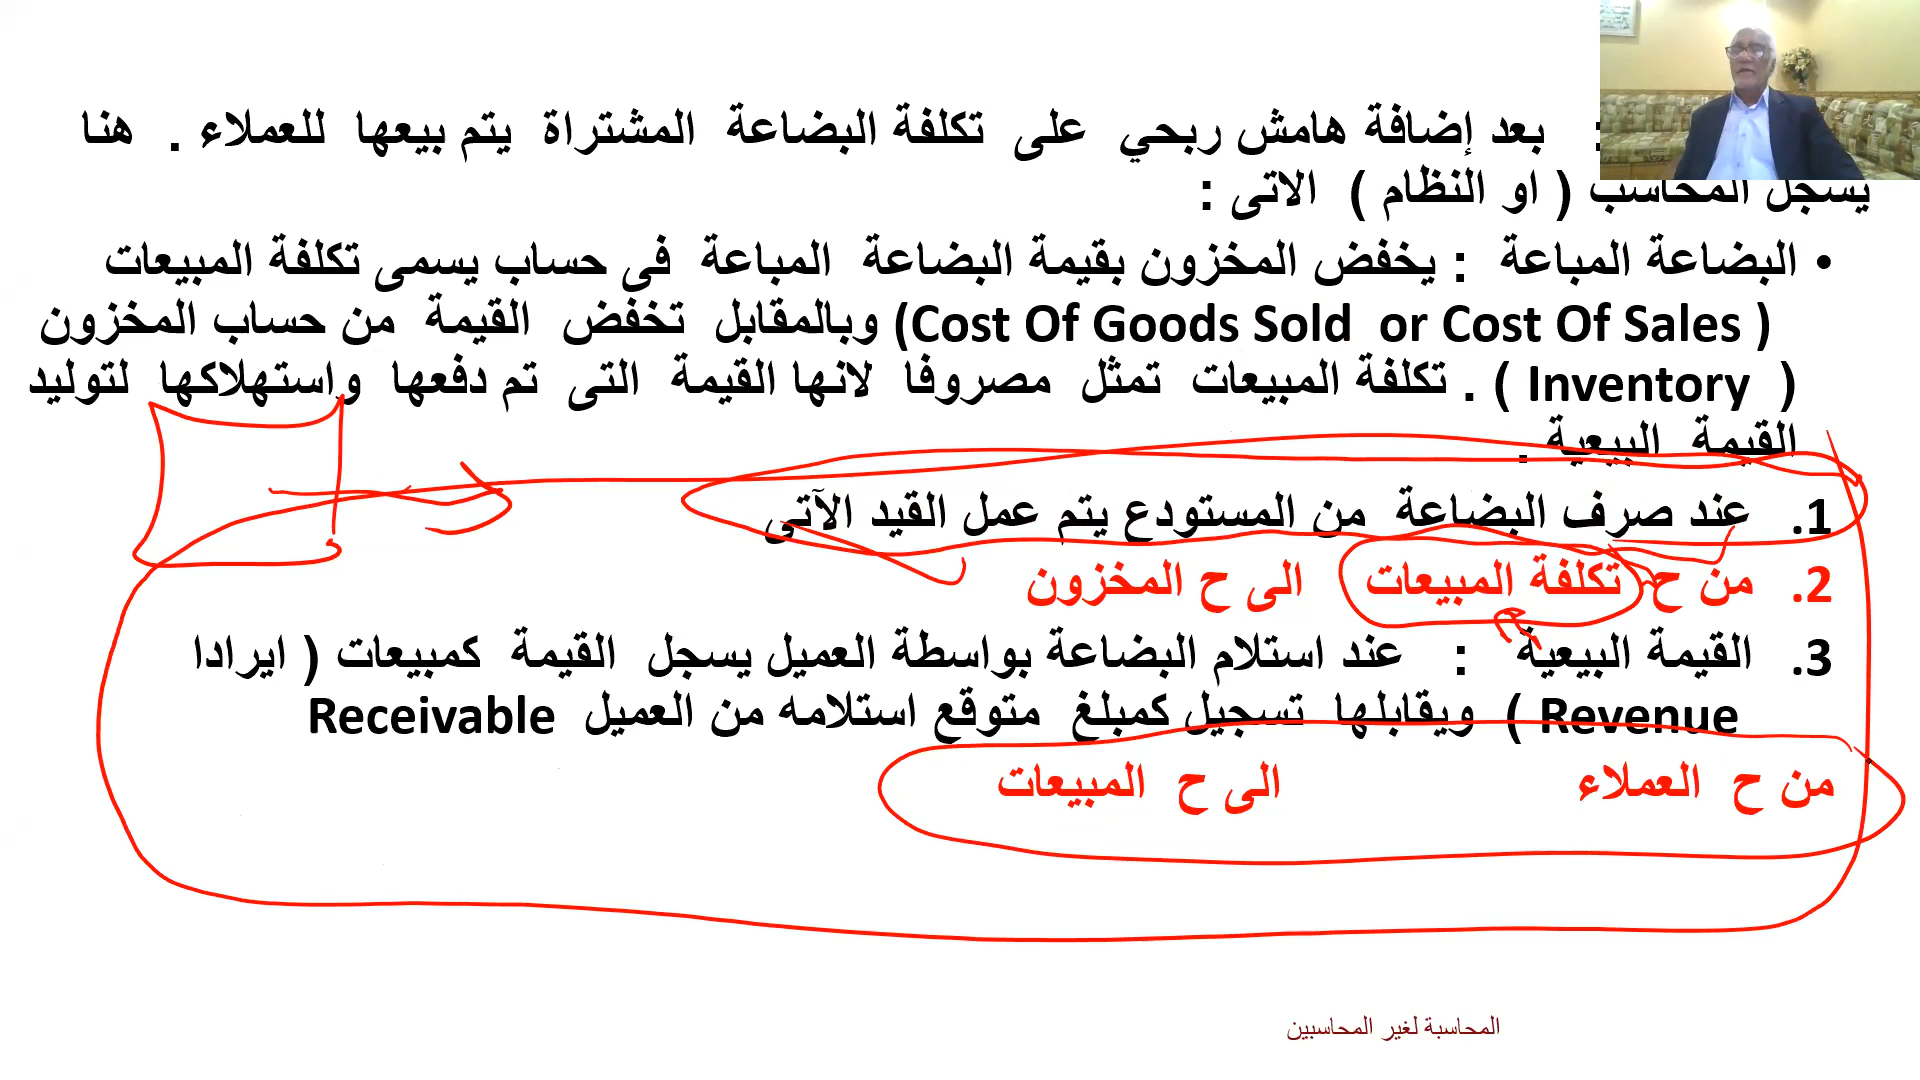 : بعد إضافة هامش ربحي على تكلفة البضاعة المشتراة يتم بيعها للعملاء . هنا
يسجل المحاسب ( او النظام ) الاتى :
• البضاعة المباعة : يخفض المخزون بقيمة البضاعة المباعة فى حساب يسمى تكلفة المبيعات
( Cost Of Goods Sold or Cost Of Sales) وبالمقابل تخفض القيمة من حساب المخزون
( Inventory ) . تكلفة المبيعات تمثل مصروفا لانها القيمة التى تم دفعها واستهلاكها لتوليد
القيمة البيعية .
1. عند صرف البضاعة من المستودع يتم عمل القيد الآتى
2. من ح تكلفة المبيعات الى ح المخزون
3. القيمة البيعية : عند استلام البضاعة بواسطة العميل يسجل القيمة كمبيعات ( ايرادا
Revenue ) ويقابلها تسجيل كمبلغ متوقع استلامه من العميل Receivable
من ح العملاء الى ح المبيعات
المحاسبة لغير المحاسبين